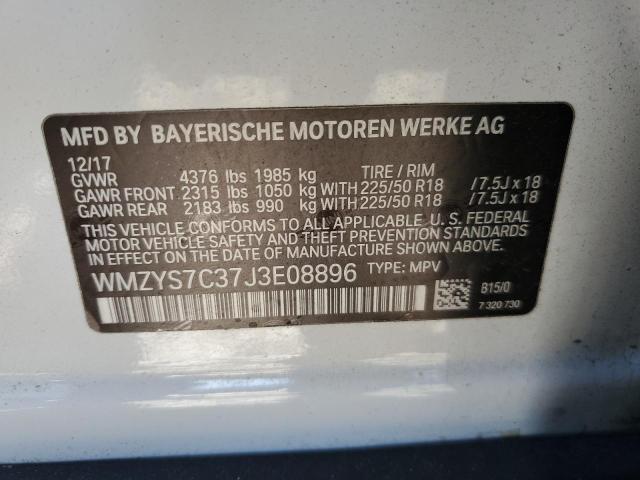 MFD BY BAYERISCHE MOTOREN WERKE AG
12/17
GVWR 4376 lbs 1985 kg TIRE / RIM
GAWR FRONT 2315 lbs 1050 kg WITH 225/50 R18 / 7.5J x 18
GAWR REAR 2183 lbs 990 kg WITH 225/50 R18 / 7.5J x 18
THIS VEHICLE CONFORMS TO ALL APPLICABLE U. S. FEDERAL
MOTOR VEHICLE SAFETY AND THEFT PREVENTION STANDARDS
IN EFFECT ON THE DATE OF MANUFACTURE SHOWN ABOVE.
WMZYS7C37J3E08896 TYPE: MPV
B15/0
7 320 730